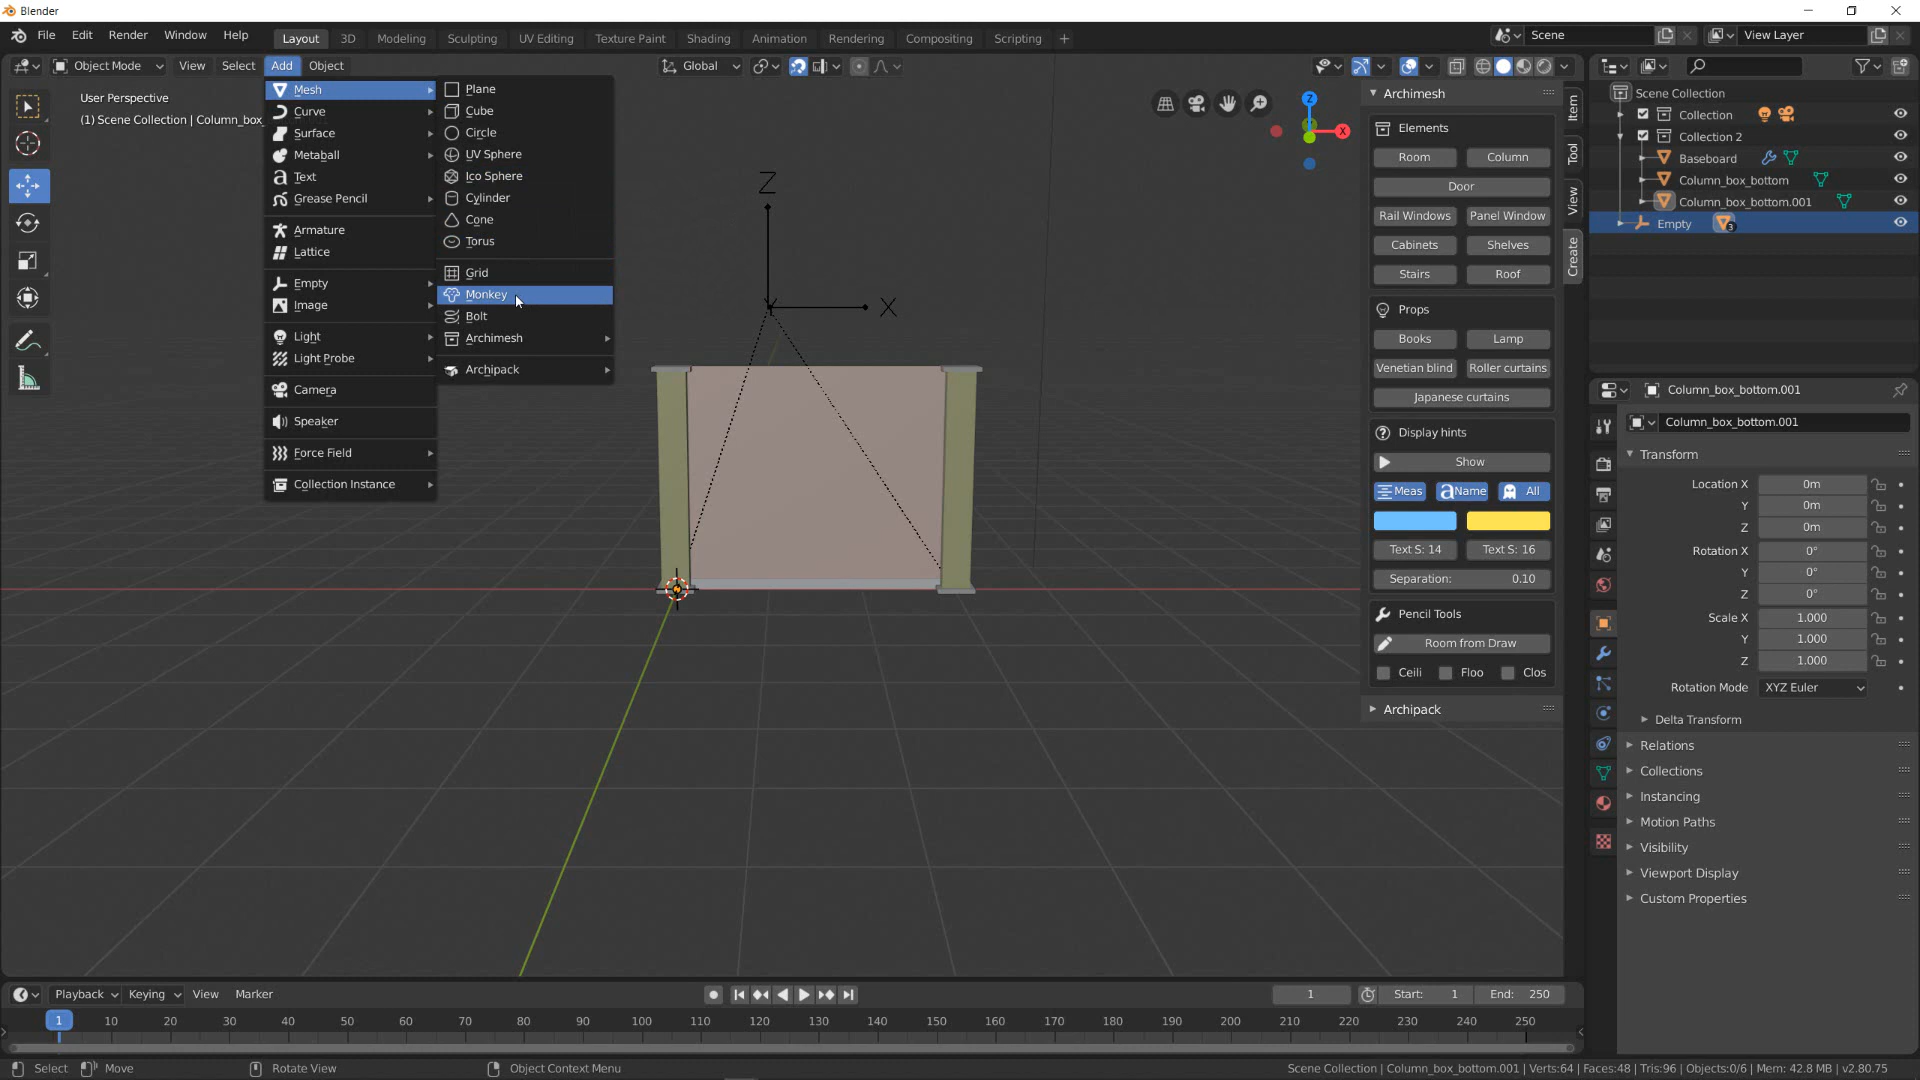 Blender
File Edit Render Window Help
Layout 3D Modeling Sculpting UV Editing Texture Paint Shading Animation Rendering Compositing Scripting
Scene
View Layer
Object Mode View Select Add Object
Global
User Perspective
(1) Scene Collection | Column_box_
Mesh
Curve
Surface
Metaball
Text
Grease Pencil
Armature
Lattice
Empty
Image
Light
Light Probe
Camera
Speaker
Force Field
Collection Instance
Plane
Cube
Circle
UV Sphere
Ico Sphere
Cylinder
Cone
Torus
Grid
Monkey
Bolt
Archimesh
Archipack
Z
X
Z
X
Archimesh
Elements
Room Column
Door
Rail Windows Panel Window
Cabinets Shelves
Stairs Roof
Props
Books Lamp
Venetian blind Roller curtains
Japanese curtains
Display hints
Show
Meas Name All
Text S: 14 Text S: 16
Separation: 0.10
Pencil Tools
Room from Draw
Ceili Floo Clos
Archipack
Item
Tool
View
Create
Scene Collection
Collection
Collection 2
Baseboard
Column_box_bottom
Column_box_bottom.001
Empty 3
Column_box_bottom.001
Column_box_bottom.001
Transform
Location X 0m
Y 0m
Z 0m
Rotation X 0°
Y 0°
Z 0°
Scale X 1.000
Y 1.000
Z 1.000
Rotation Mode XYZ Euler
Delta Transform
Relations
Collections
Instancing
Motion Paths
Visibility
Viewport Display
Custom Properties
Playback Keying View Marker
1 Start: 1 End: 250
1 10 20 30 40 50 60 70 80 90 100 110 120 130 140 150 160 170 180 190 200 210 220 230 240 250
Select Move Rotate View Object Context Menu
Scene Collection | Column_box_bottom.001 | Verts:64 | Faces:48 | Tris:96 | Objects:0/6 | Mem: 42.8 MB | v2.80.75